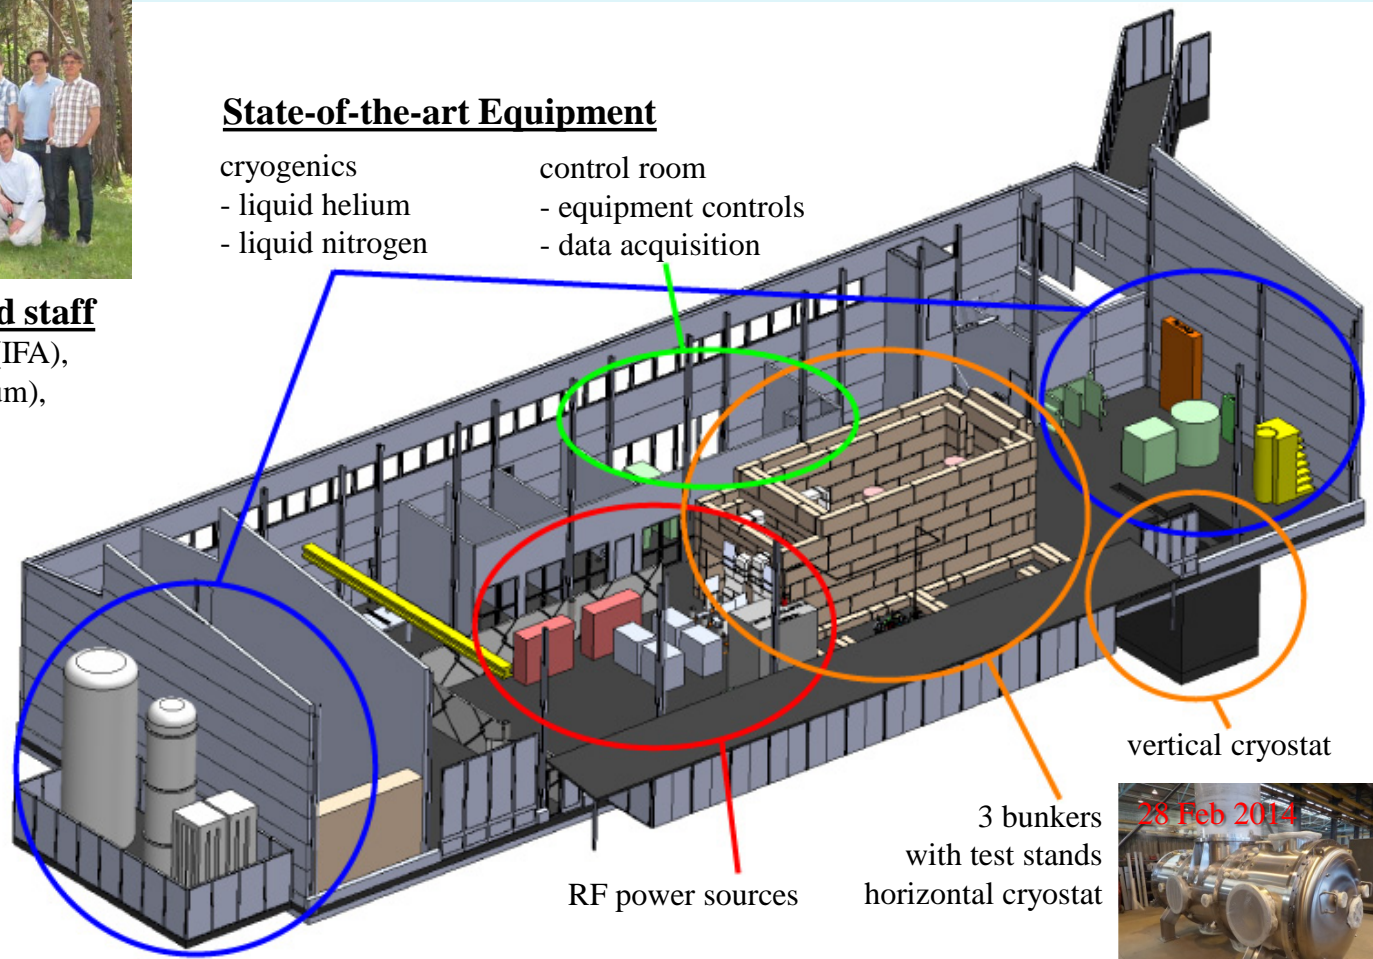 State-of-the-art Equipment
cryogenics
- liquid helium
- liquid nitrogen
control room
- equipment controls
- data acquisition
d staff
(IFA),
um),
vertical cryostat
28 Feb 2014
3 bunkers
with test stands
horizontal cryostat
RF power sources